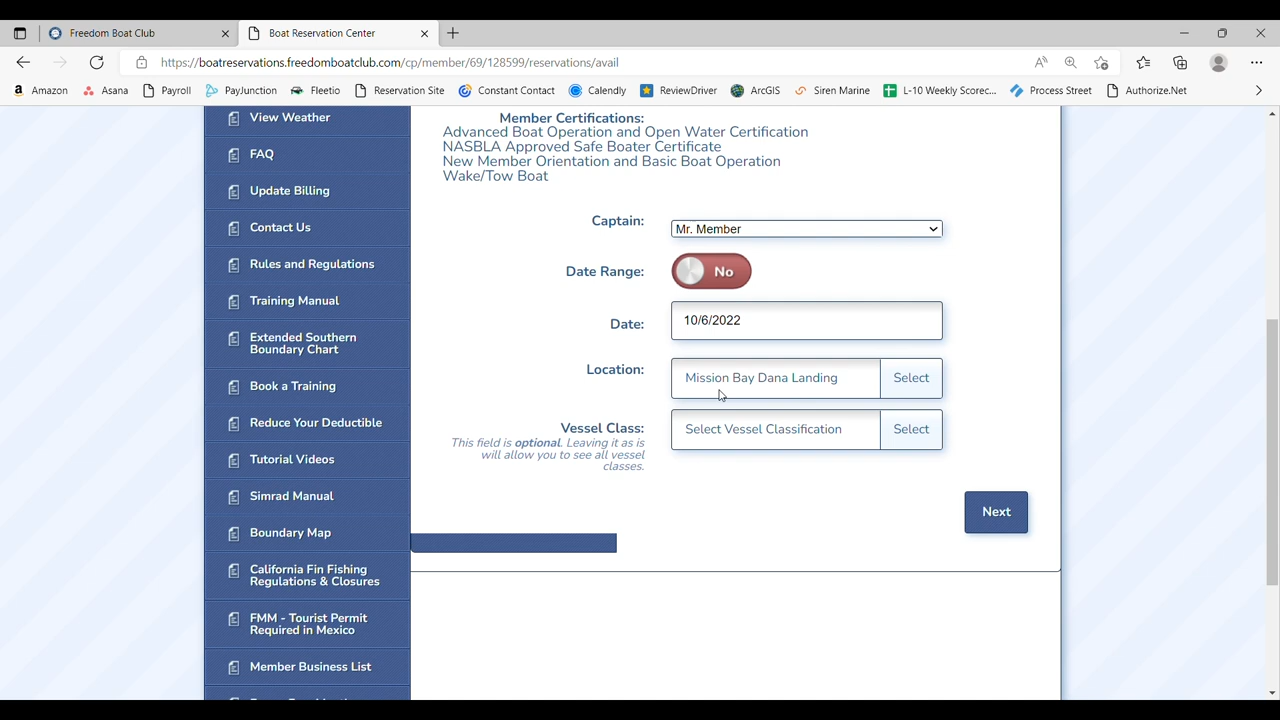 Freedom Boat Club
Boat Reservation Center
https://boatreservations.freedomboatclub.com/cp/member/69/128599/reservations/avail
Amazon
Asana
Payroll
PayJunction
Fleetio
Reservation Site
Constant Contact
Calendly
ReviewDriver
ArcGIS
Siren Marine
L-10 Weekly Scorec...
Process Street
Authorize.Net
View Weather
FAQ
Update Billing
Contact Us
Rules and Regulations
Training Manual
Extended Southern
Boundary Chart
Book a Training
Reduce Your Deductible
Tutorial Videos
Simrad Manual
Boundary Map
California Fin Fishing
Regulations & Closures
FMM - Tourist Permit
Required in Mexico
Member Business List
Member Certifications:
Advanced Boat Operation and Open Water Certification
NASBLA Approved Safe Boater Certificate
New Member Orientation and Basic Boat Operation
Wake/Tow Boat
Captain: Mr. Member
Date Range: No
Date: 10/6/2022
Location: Mission Bay Dana Landing Select
Vessel Class: Select Vessel Classification Select
This field is optional. Leaving it as is
will allow you to see all vessel
classes.
Next